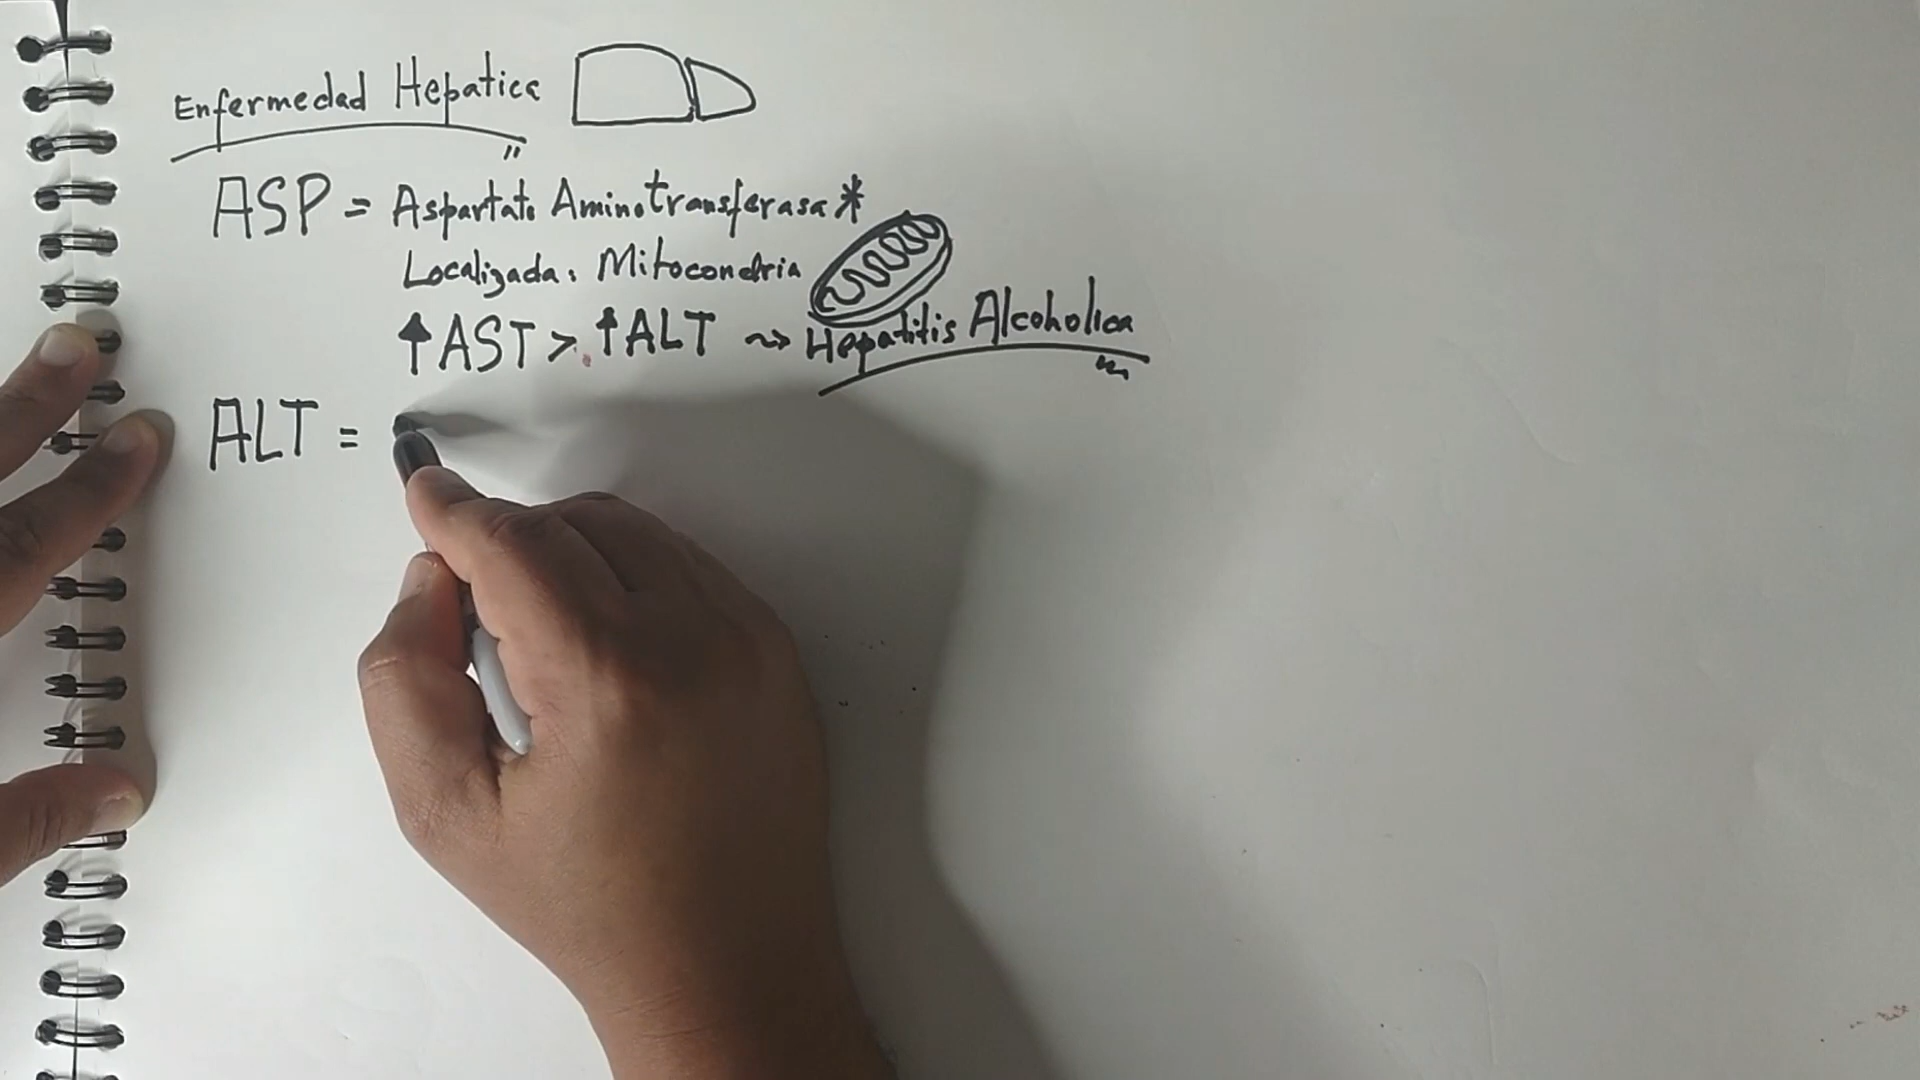 Enfermedad Hepatica
ASP = Aspartato Aminotransferasa *
Localizada: Mitocondria
↑AST > ↑ALT ⇝ Hepatitis Alcoholica
ALT =